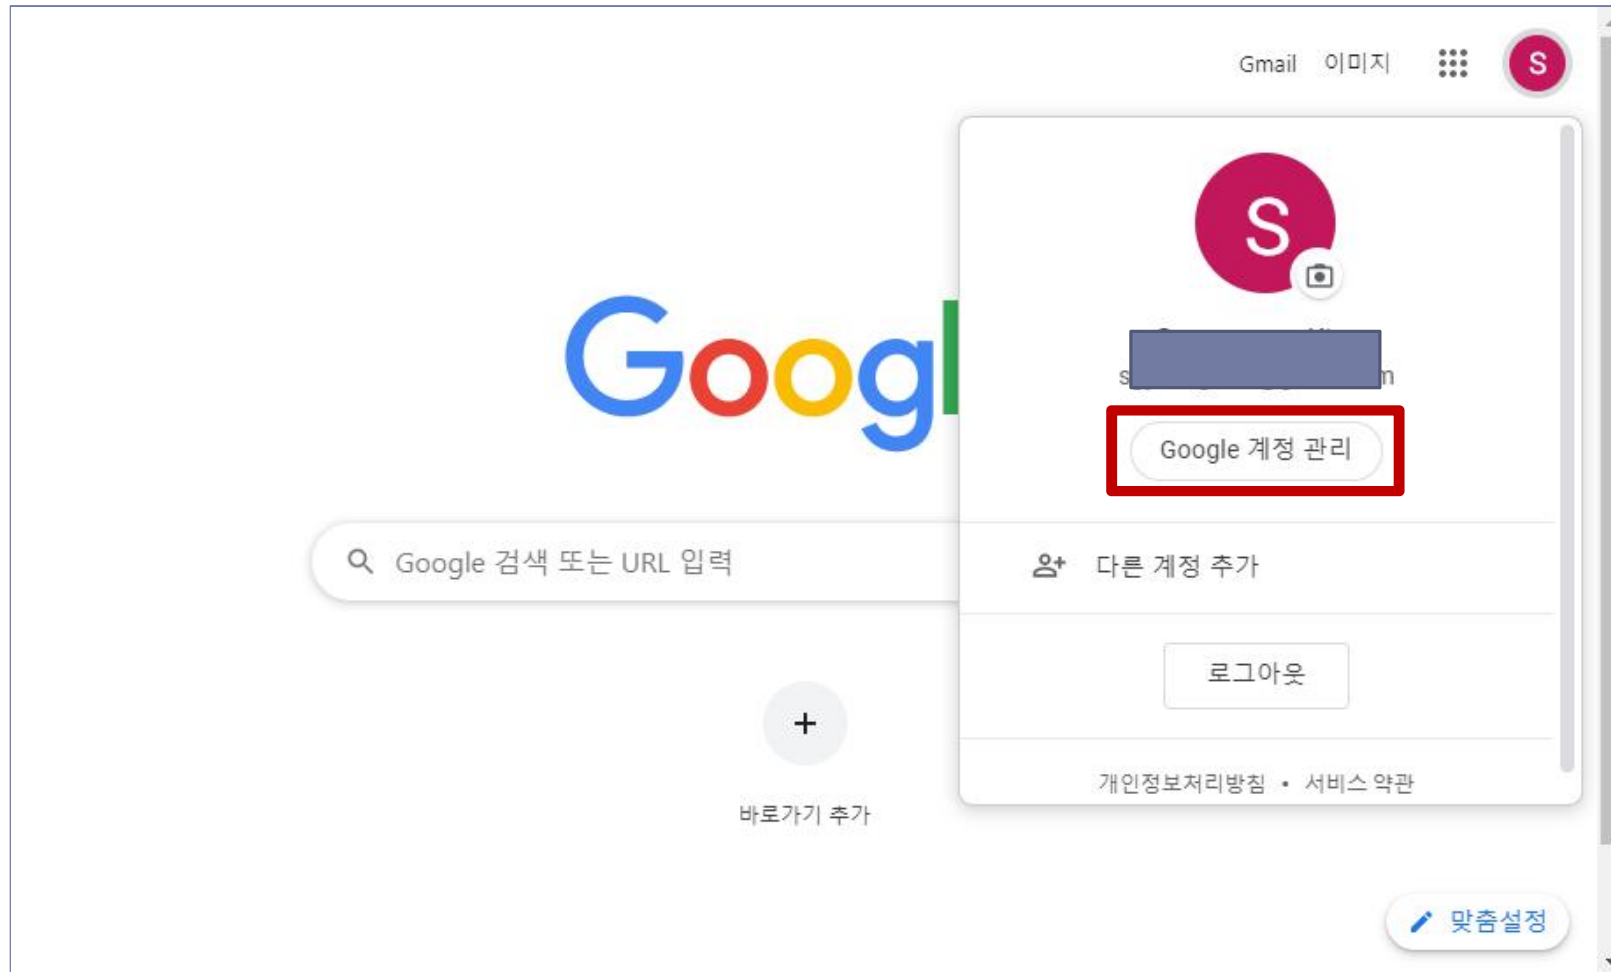 Gmail 이미지
S
S
Google
Google 계정 관리
Google 검색 또는 URL 입력
다른 계정 추가
로그아웃
개인정보처리방침 • 서비스 약관
바로가기 추가
맞춤설정